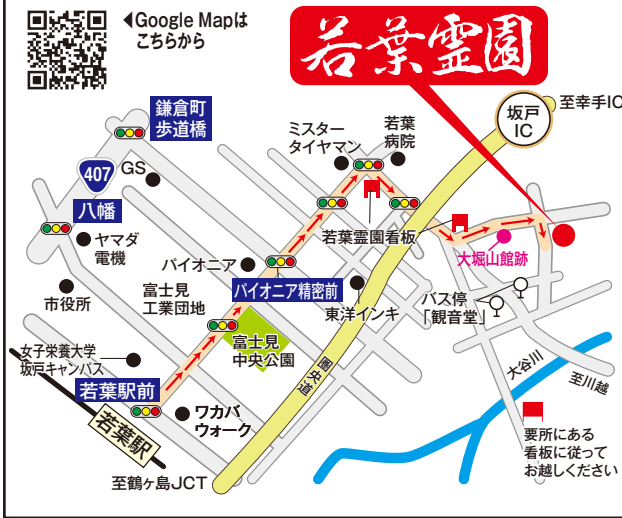 ◀Google Mapは
こちらから
若葉霊園
鎌倉町
歩道橋
ミスター
タイヤマン
若葉
病院
坂戸
IC
至幸手IC
407
GS
八幡
ヤマダ
電機
若葉霊園看板
大堀山館跡
パイオニア
パイオニア精密前
市役所
富士見
工業団地
東洋インキ
バス停
「観音堂」
富士見
中央公園
女子栄養大学
坂戸キャンパス
圏央道
大谷川
至川越
若葉駅前
ワカバ
ウォーク
若葉駅
至鶴ヶ島JCT
要所にある
看板に従って
お越しください